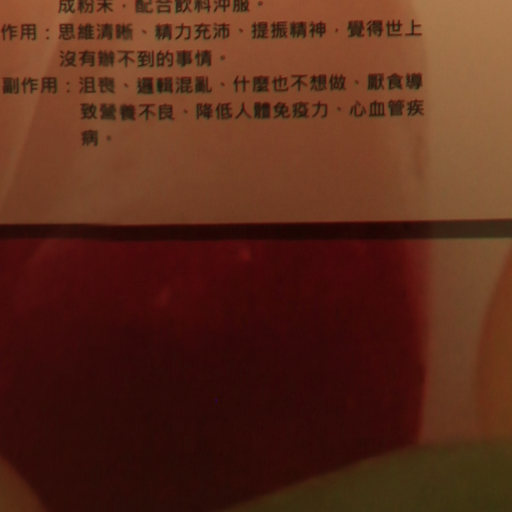 成粉末，配合飲料沖服。
作用：思維清晰、精力充沛、提振精神，覺得世上
沒有辦不到的事情。
副作用：沮喪、邏輯混亂、什麼也不想做、厭食導
致營養不良、降低人體免疫力、心血管疾
病。